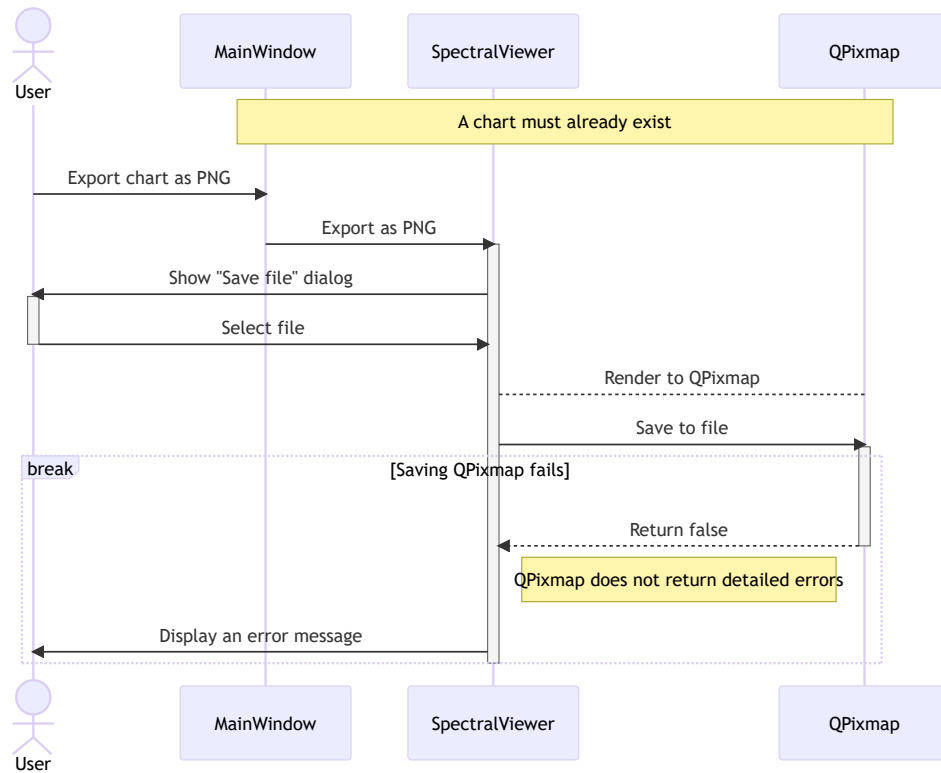 User
MainWindow
SpectralViewer
QPixmap
A chart must already exist
Export chart as PNG
Export as PNG
Show "Save file" dialog
Select file
Render to QPixmap
Save to file
break
[Saving QPixmap fails]
Return false
QPixmap does not return detailed errors
Display an error message
User
MainWindow
SpectralViewer
QPixmap